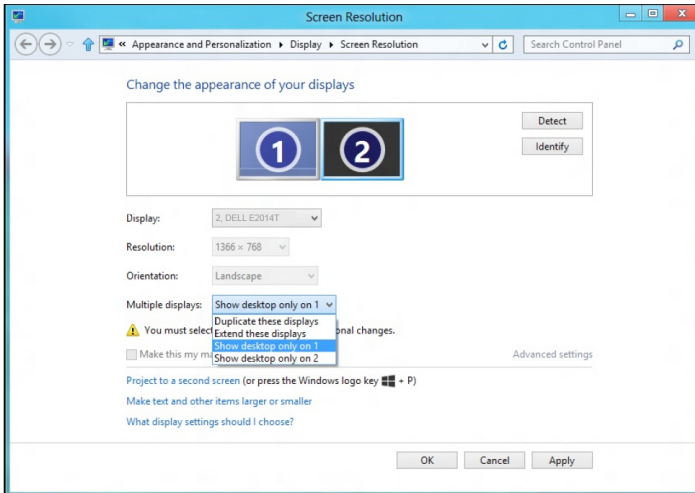 Screen Resolution
« Appearance and Personalization ▸ Display ▸ Screen Resolution Search Control Panel
Change the appearance of your displays
1 2
Detect
Identify
Display: 2, DELL E2014T
Resolution: 1366 × 768
Orientation: Landscape
Multiple displays: Show desktop only on 1
Duplicate these displays
Extend these displays
Show desktop only on 1
Show desktop only on 2
You must selec onal changes.
Make this my m Advanced settings
Project to a second screen (or press the Windows logo key + P)
Make text and other items larger or smaller
What display settings should I choose?
OK Cancel Apply